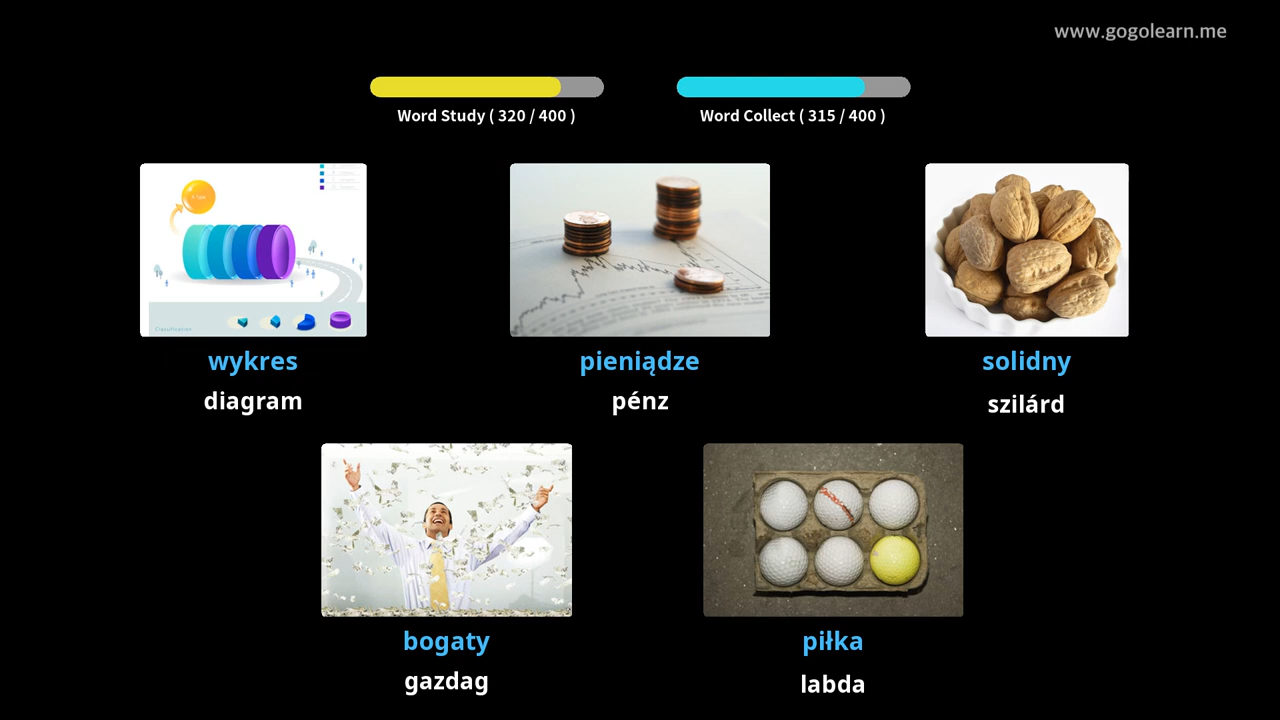 www.gogolearn.me
Word Study ( 320 / 400 )
Word Collect ( 315 / 400 )
Classification
wykres
diagram
pieniądze
pénz
solidny
szilárd
bogaty
gazdag
piłka
labda